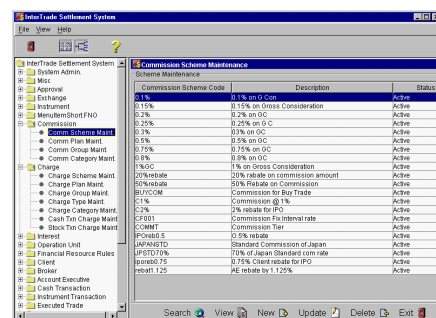 InterTrade Settlement System
File View Help
InterTrade Settlement System
System Admin.
Misc
Approval
Exchange
Instrument
MenuItemShort.FNO
Commission
Comm Scheme Maint.
Comm Plan Maint.
Comm Group Maint.
Comm Category Maint.
Charge
Charge Scheme Maint.
Charge Plan Maint.
Charge Group Maint.
Charge Type Maint.
Charge Category Maint.
Cash Txn Charge Maint
Stock Txn Charge Maint
Interest
Operation Unit
Financial Resource Rules
Client
Broker
Account Executive
Cash Transaction
Instrument Transaction
Executed Trade
Commission Scheme Maintenance
Scheme Maintenance
Commission Scheme Code Description Status
0.1% 0.1% on G Con Active
0.15% 0.15% on Gross Consideration Active
0.2% 0.2% on GC Active
0.25% 0.25% on G C Active
0.3% 03% on GC Active
0.5% 0.5% on GC Active
0.75% 0.75% on GC Active
0.8% 0.8% on GC Active
1%GC 1% on Gross Consideration Active
20%rebate 20% rabate on commission amount Active
50%rebate 50% Rebate on Commission Active
BUYCOM Commission for Buy Trade Active
C1% Commission @ 1% Active
C2% 2% rebate for IPO Active
CF001 Commission Fix Interval rate Active
COMMT Commission Tier Active
IPOreb0.5 0.5% rebate Active
JAPANSTD Standard Commission of Japan Active
JPSTD70% 70% of Japan Standard com rate Active
iporeb0.75 0.75% Client rebate for IPO Active
rebat1.125 AE rebate by 1.125% Active
Search View New Update Delete Exit